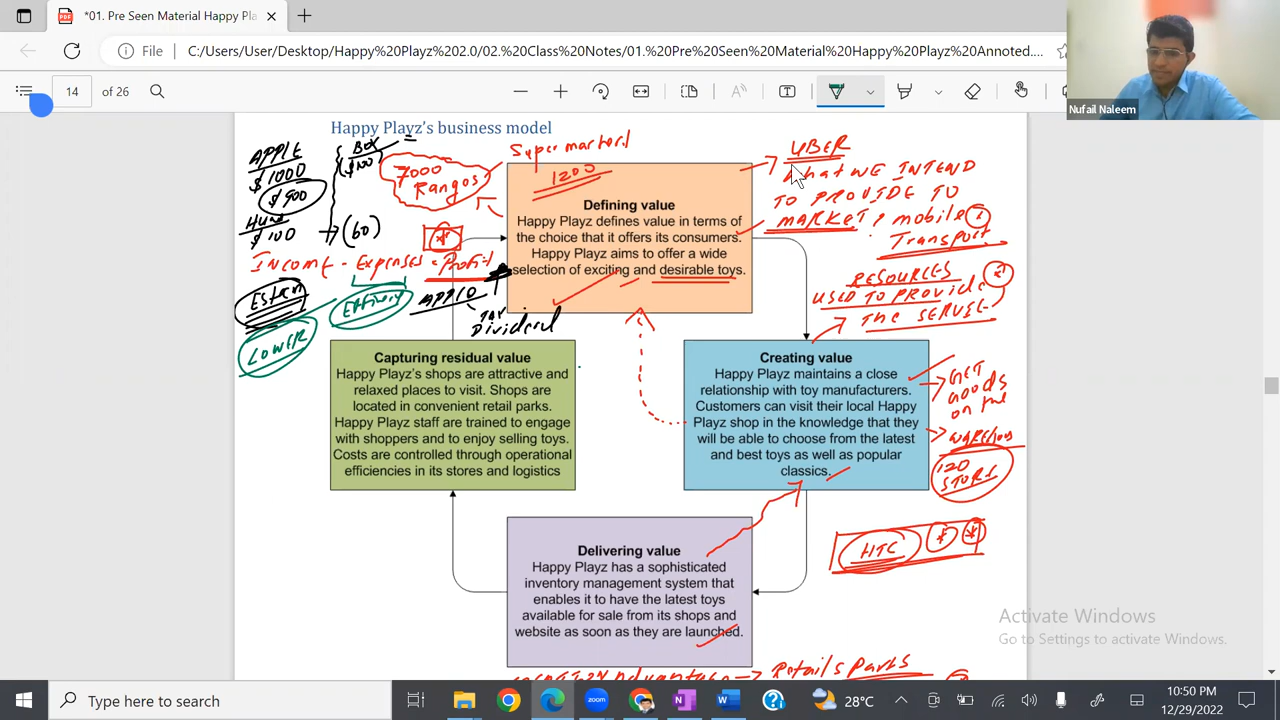 *01. Pre Seen Material Happy Pla
File
C:/Users/User/Desktop/Happy%20Playz%202.0/02.%20Class%20Notes/01.%20Pre%20Seen%20Material%20Happy%20Playz%20Annoted....
14 of 26
Nufail Naleem
Happy Playz's business model
APPLE
$1000
$900
$100
BOX
($100)
(60)
7000
Rangos
Super market
1200
Income - Expenses = Profit
LOWER
Dividend
Defining value
Happy Playz defines value in terms of
the choice that it offers its consumers.
Happy Playz aims to offer a wide
selection of exciting and desirable toys.
UBER
What WE INTEND
TO PROVIDE TO
MARKET, mobile
Transport
RESOURCES
USED TO PROVIDE
THE SERVICE
Capturing residual value
Happy Playz's shops are attractive and
relaxed places to visit. Shops are
located in convenient retail parks.
Happy Playz staff are trained to engage
with shoppers and to enjoy selling toys.
Costs are controlled through operational
efficiencies in its stores and logistics
Creating value
Happy Playz maintains a close
relationship with toy manufacturers.
Customers can visit their local Happy
Playz shop in the knowledge that they
will be able to choose from the latest
and best toys as well as popular
classics.
GET
GOODS
on the
120
STORE
HTC
Delivering value
Happy Playz has a sophisticated
inventory management system that
enables it to have the latest toys
available for sale from its shops and
website as soon as they are launched.
Retails Parks
Activate Windows
Go to Settings to activate Windows.
Type here to search
28°C
10:50 PM
12/29/2022